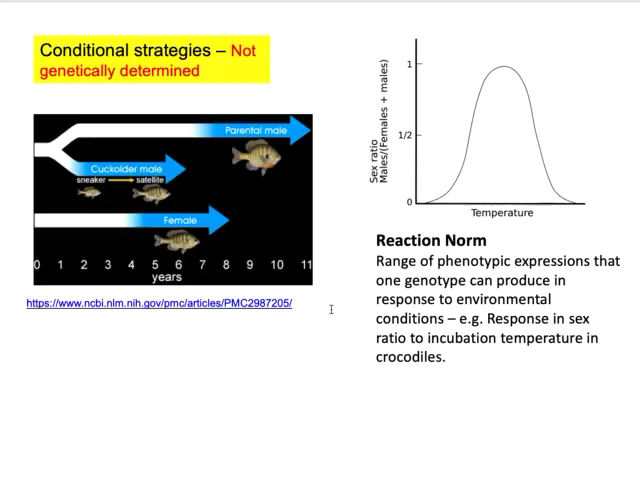 Conditional strategies – Not
genetically determined
Parental male
Cuckolder male
sneaker
satellite
Female
0 1 2 3 4 5 6 7 8 9 10 11
years
https://www.ncbi.nlm.nih.gov/pmc/articles/PMC2987205/
Sex ratio
Males/(Females + males)
1
1/2
0
Temperature
Reaction Norm
Range of phenotypic expressions that
one genotype can produce in
response to environmental
conditions – e.g. Response in sex
ratio to incubation temperature in
crocodiles.